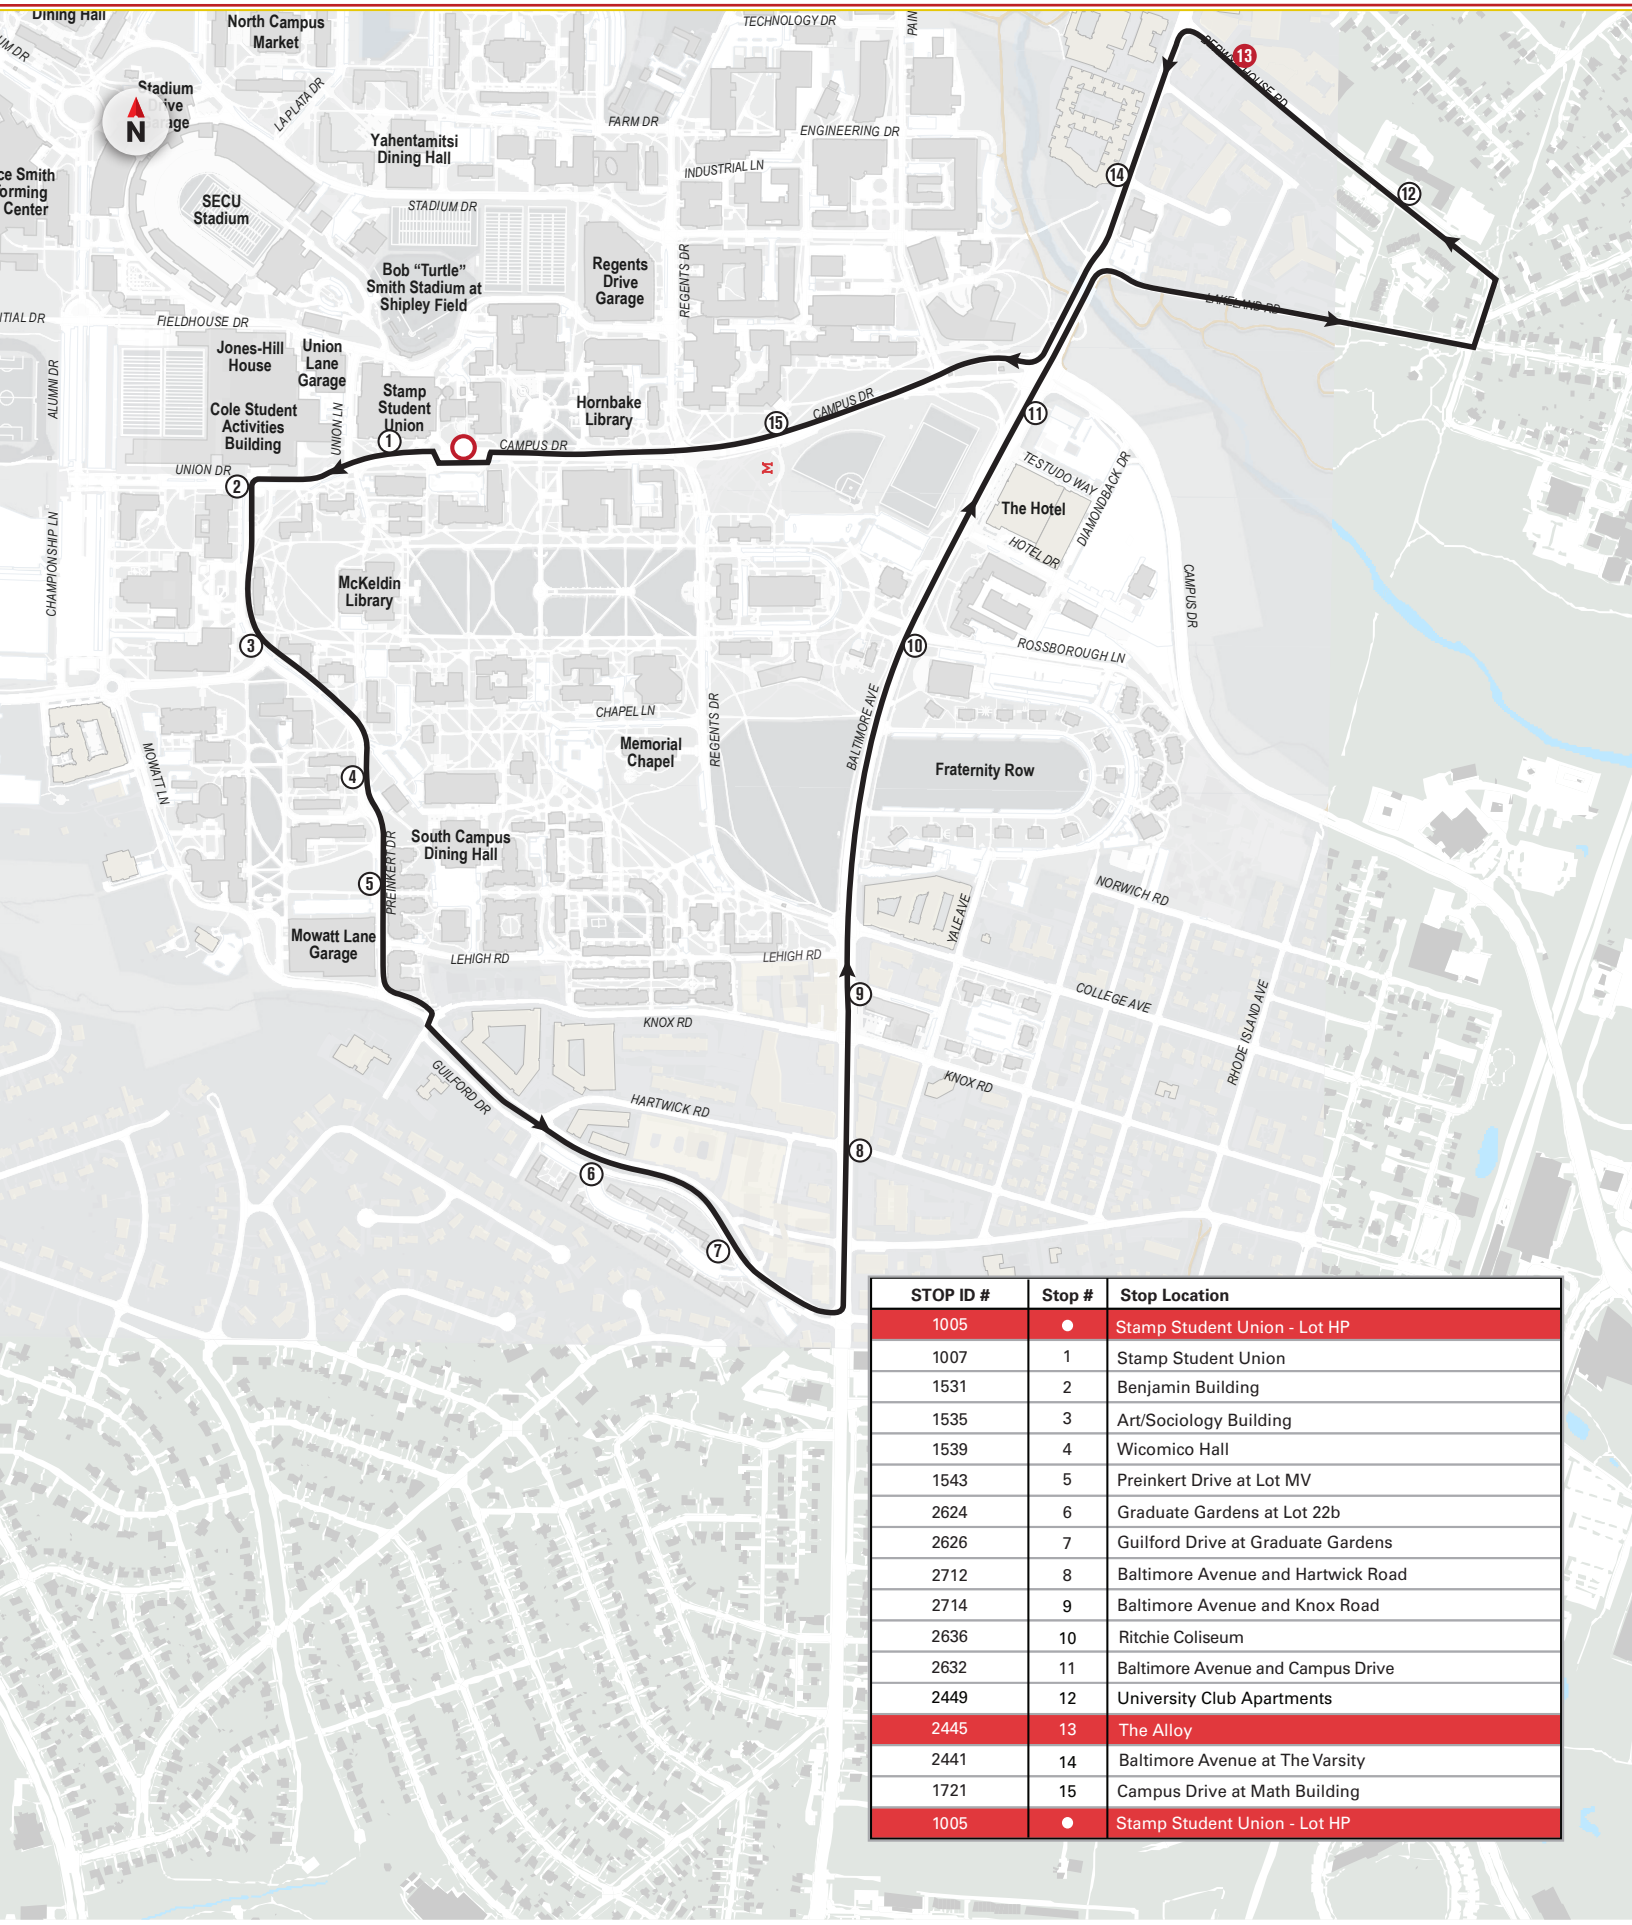 Dining Hall
North Campus
Market
TECHNOLOGY DR
PAIN
UM DR
13
HOUSE RD
Stadium
ve
age
N
LA PLATA DR
FARM DR
ENGINEERING DR
Yahentamitsi
Dining Hall
INDUSTRIAL LN
14
12
ce Smith
orming
Center
SECU
Stadium
STADIUM DR
Bob “Turtle”
Smith Stadium at
Shipley Field
Regents
Drive
Garage
REGENTS DR
LAKELAND RD
ITIAL DR
FIELDHOUSE DR
Jones-Hill
House
Union
Lane
Garage
ALUMNI DR
Stamp
Student
Union
Hornbake
Library
CAMPUS DR
Cole Student
Activities
Building
UNION LN
1
CAMPUS DR
15
11
M
UNION DR
2
TESTUDO WAY
DIAMONDBACK DR
The Hotel
HOTEL DR
CHAMPIONSHIP LN
McKeldin
Library
CAMPUS DR
3
10
ROSSBOROUGH LN
CHAPEL LN
REGENTS DR
BALTIMORE AVE
Memorial
Chapel
MOWATT LN
4
Fraternity Row
South Campus
Dining Hall
PREINKERT DR
5
NORWICH RD
YALE AVE
Mowatt Lane
Garage
LEHIGH RD
LEHIGH RD
9
COLLEGE AVE
RHODE ISLAND AVE
KNOX RD
GUILFORD DR
KNOX RD
HARTWICK RD
8
6
7
STOP ID # Stop # Stop Location
1005 Stamp Student Union - Lot HP
1007 1 Stamp Student Union
1531 2 Benjamin Building
1535 3 Art/Sociology Building
1539 4 Wicomico Hall
1543 5 Preinkert Drive at Lot MV
2624 6 Graduate Gardens at Lot 22b
2626 7 Guilford Drive at Graduate Gardens
2712 8 Baltimore Avenue and Hartwick Road
2714 9 Baltimore Avenue and Knox Road
2636 10 Ritchie Coliseum
2632 11 Baltimore Avenue and Campus Drive
2449 12 University Club Apartments
2445 13 The Alloy
2441 14 Baltimore Avenue at The Varsity
1721 15 Campus Drive at Math Building
1005 Stamp Student Union - Lot HP